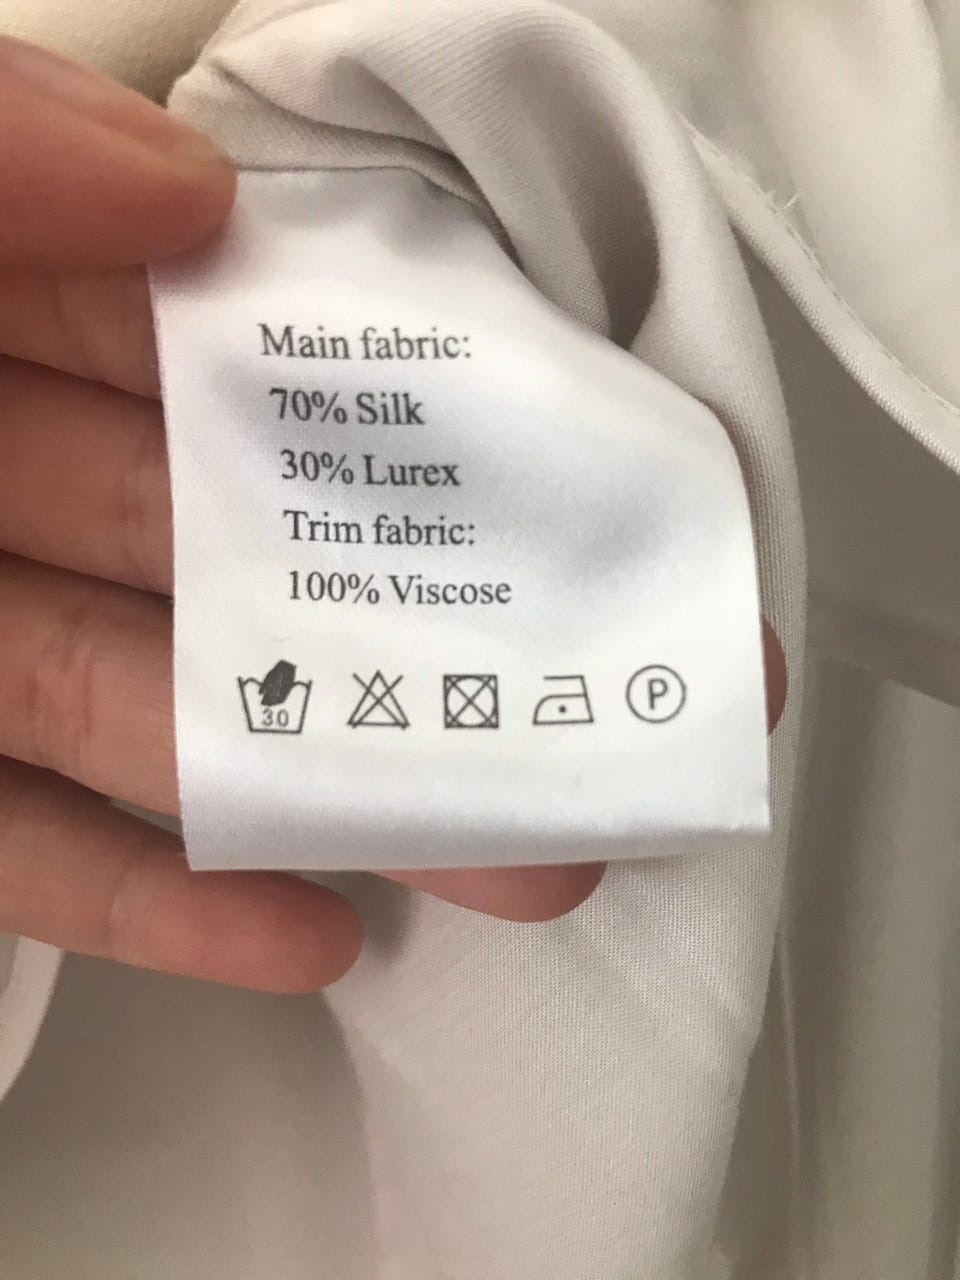 Main fabric:
70% Silk
30% Lurex
Trim fabric:
100% Viscose
30 P